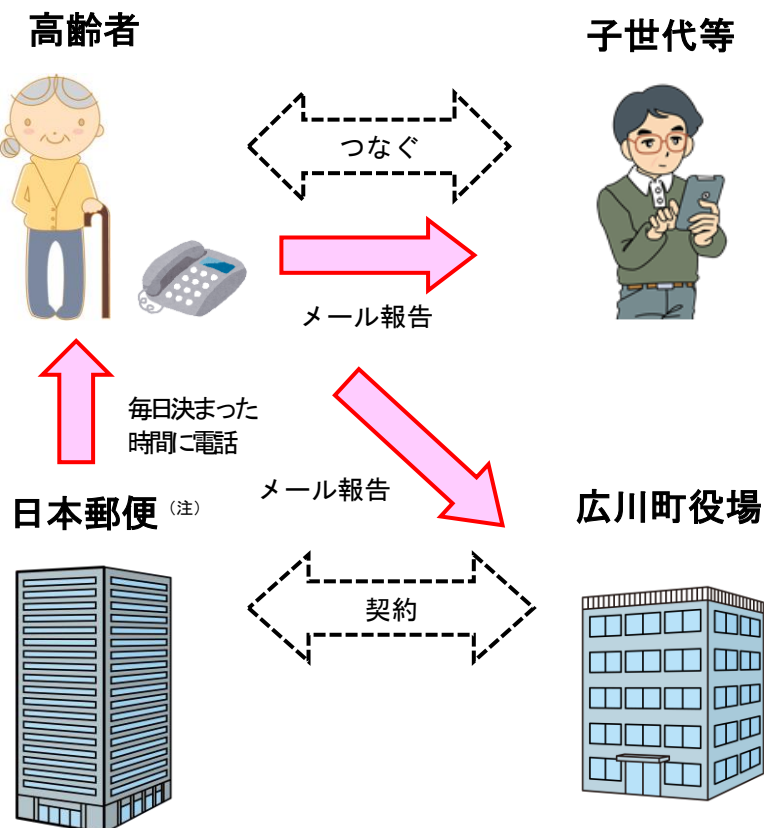 高齢者
子世代等
つなぐ
メール報告
毎日決まった
時間に電話
メール報告
日本郵便（注）
広川町役場
契約